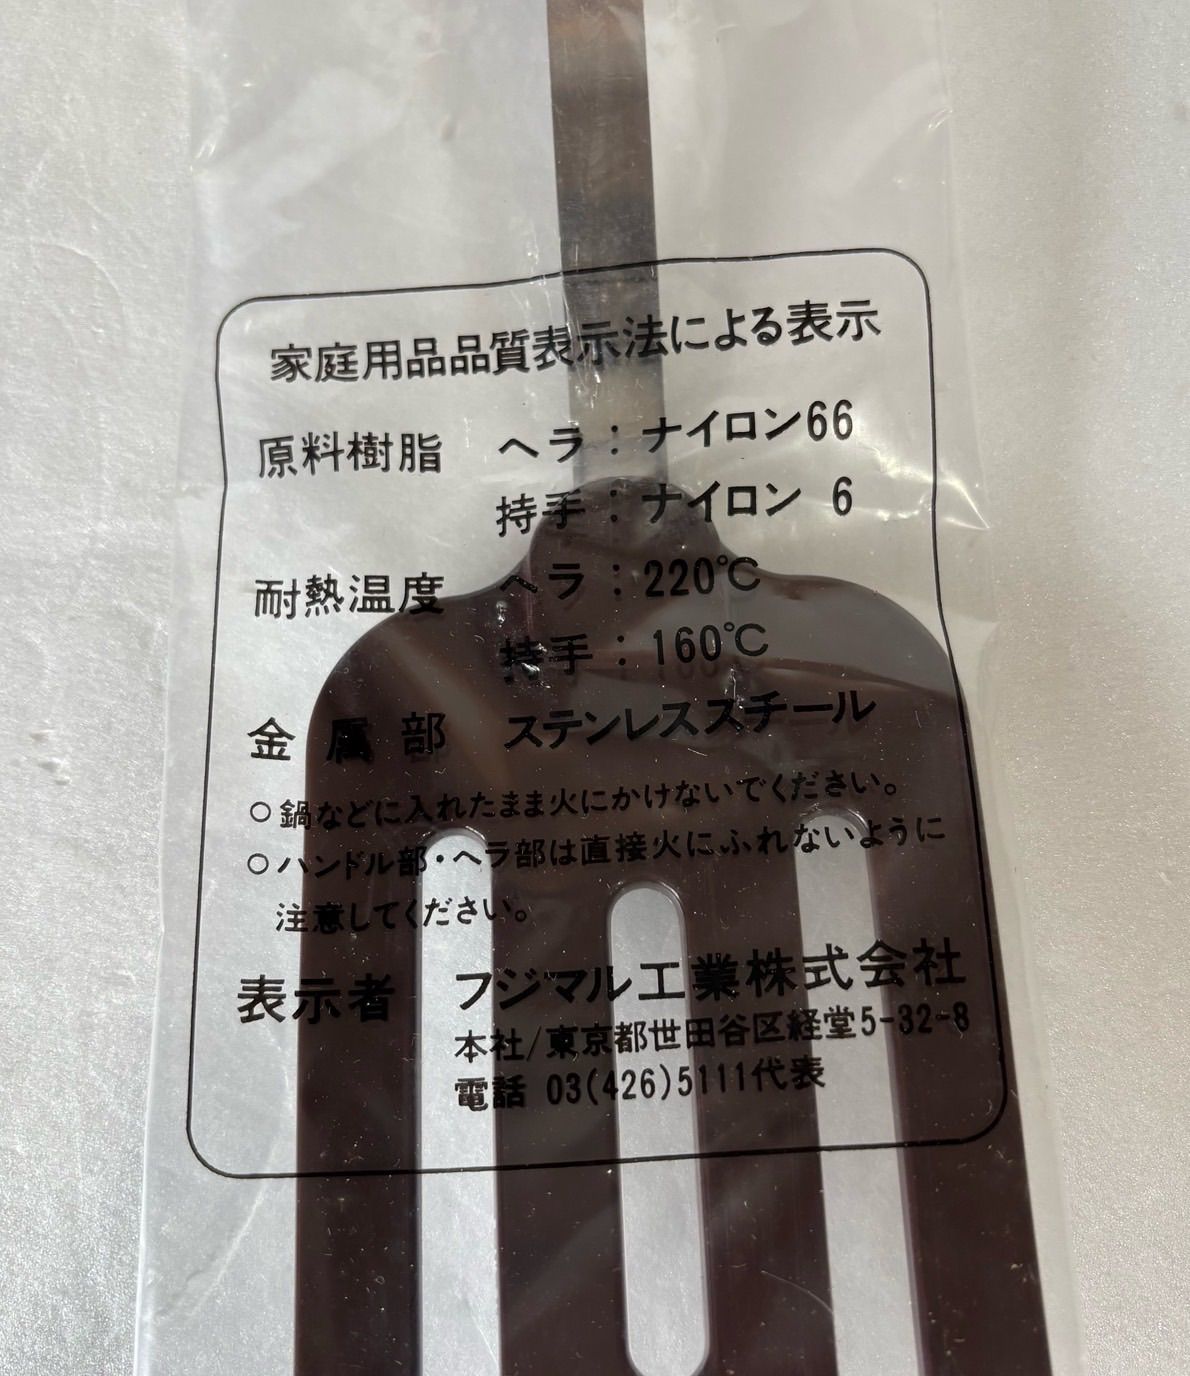 家庭用品品質表示法による表示
原料樹脂 ヘラ：ナイロン66
持手：ナイロン 6
耐熱温度 ヘラ：220℃
持手：160℃
金属部 ステンレススチール
○鍋などに入れたまま火にかけないでください。
○ハンドル部・ヘラ部は直接火にふれないように
注意してください。
表示者 フジマル工業株式会社
本社/東京都世田谷区経堂5-32-8
電話 03(426)5111代表